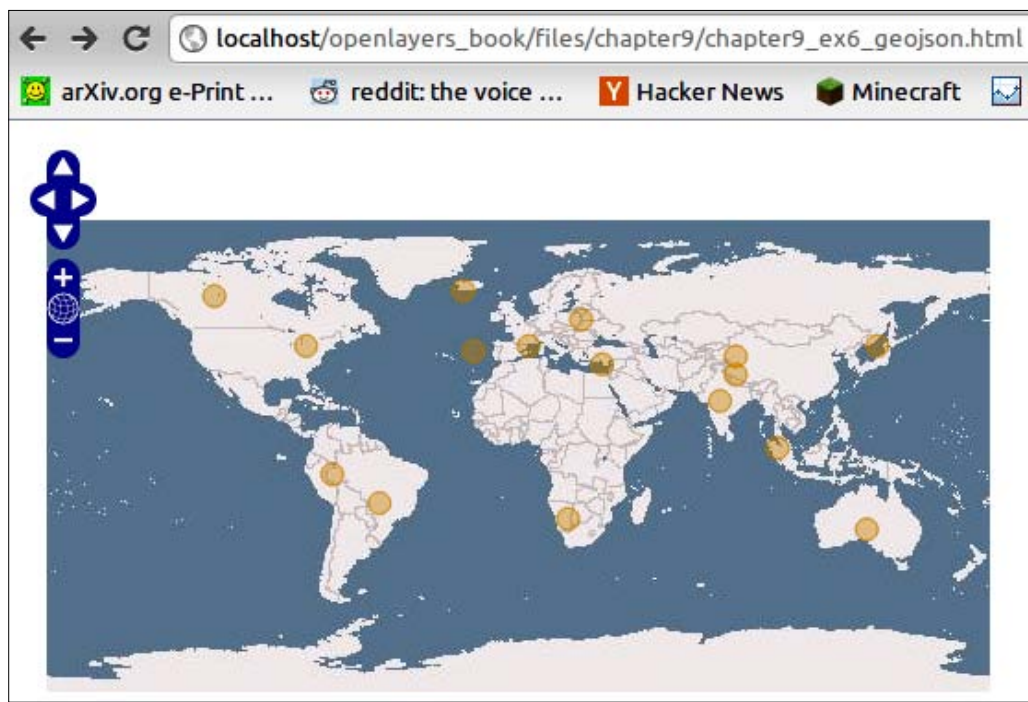 localhost/openlayers_book/files/chapter9/chapter9_ex6_geojson.html
arXiv.org e-Print ... reddit: the voice ... Y Hacker News Minecraft